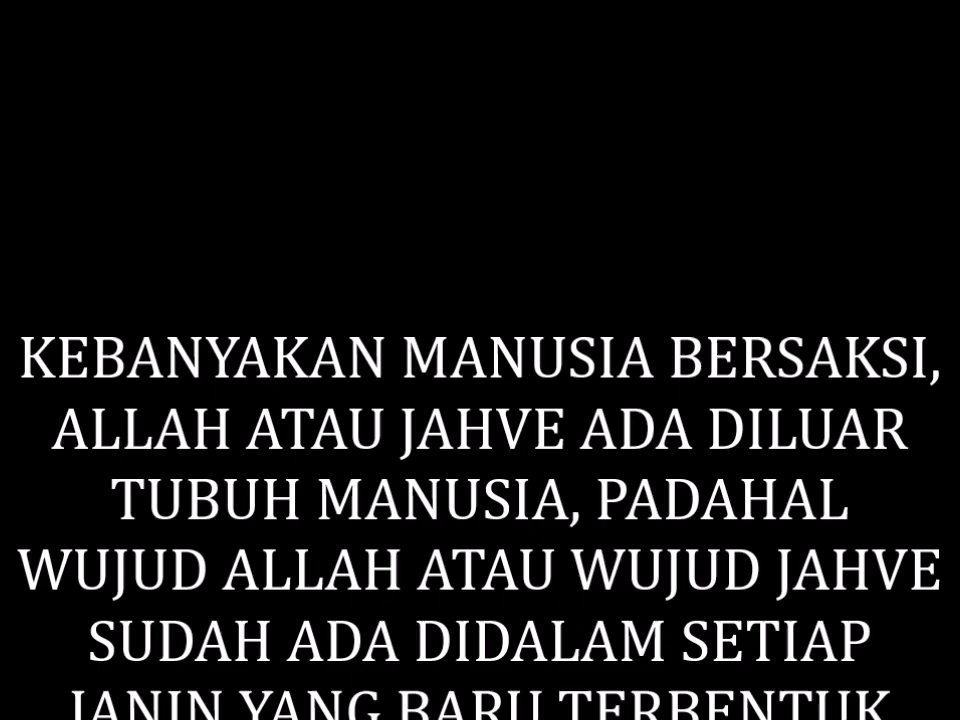 KEBANYAKAN MANUSIA BERSAKSI,
ALLAH ATAU JAHVE ADA DILUAR
TUBUH MANUSIA, PADAHAL
WUJUD ALLAH ATAU WUJUD JAHVE
SUDAH ADA DIDALAM SETIAP
JANIN YANG BARU TERBENTUK